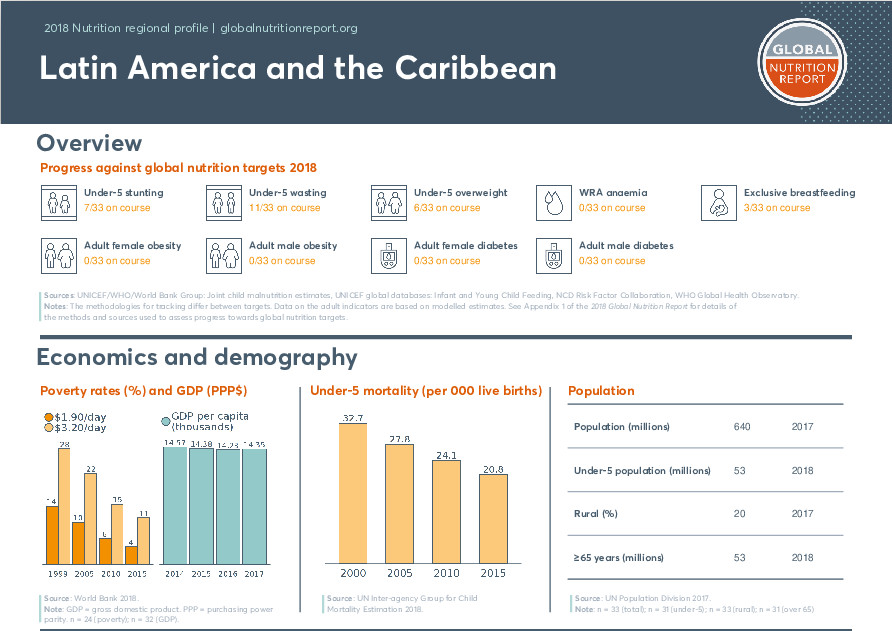 2018 Nutrition regional profile | globalnutritionreport.org
Latin America and the Caribbean
GLOBAL
NUTRITION
REPORT
Overview
Progress against global nutrition targets 2018
Under-5 stunting
7/33 on course
Under-5 wasting
11/33 on course
Under-5 overweight
6/33 on course
WRA anaemia
0/33 on course
Exclusive breastfeeding
3/33 on course
Adult female obesity
0/33 on course
Adult male obesity
0/33 on course
Adult female diabetes
0/33 on course
Adult male diabetes
0/33 on course
Sources: UNICEF/WHO/World Bank Group: Joint child malnutrition estimates, UNICEF global databases: Infant and Young Child Feeding, NCD Risk Factor Collaboration, WHO Global Health Observatory.
Notes: The methodologies for tracking differ between targets. Data on the adult indicators are based on modelled estimates. See Appendix 1 of the 2018 Global Nutrition Report for details of
the methods and sources used to assess progress towards global nutrition targets.
Economics and demography
Poverty rates (%) and GDP (PPP$)
$1.90/day
$3.20/day
GDP per capita
(thousands)
14 28 10 22 6 15 4 11
1999 2005 2010 2015
14.57 14.38 14.23 14.35
2014 2015 2016 2017
Source: World Bank 2018.
Note: GDP = gross domestic product. PPP = purchasing power
parity. n = 24 (poverty); n = 32 (GDP).
Under-5 mortality (per 000 live births)
32.7
27.8
24.1
20.8
2000 2005 2010 2015
Source: UN Inter-agency Group for Child
Mortality Estimation 2018.
Population
Population (millions) 640 2017
Under-5 population (millions) 53 2018
Rural (%) 20 2017
≥65 years (millions) 53 2018
Source: UN Population Division 2017.
Note: n = 33 (total); n = 31 (under-5); n = 33 (rural); n = 31 (over 65)